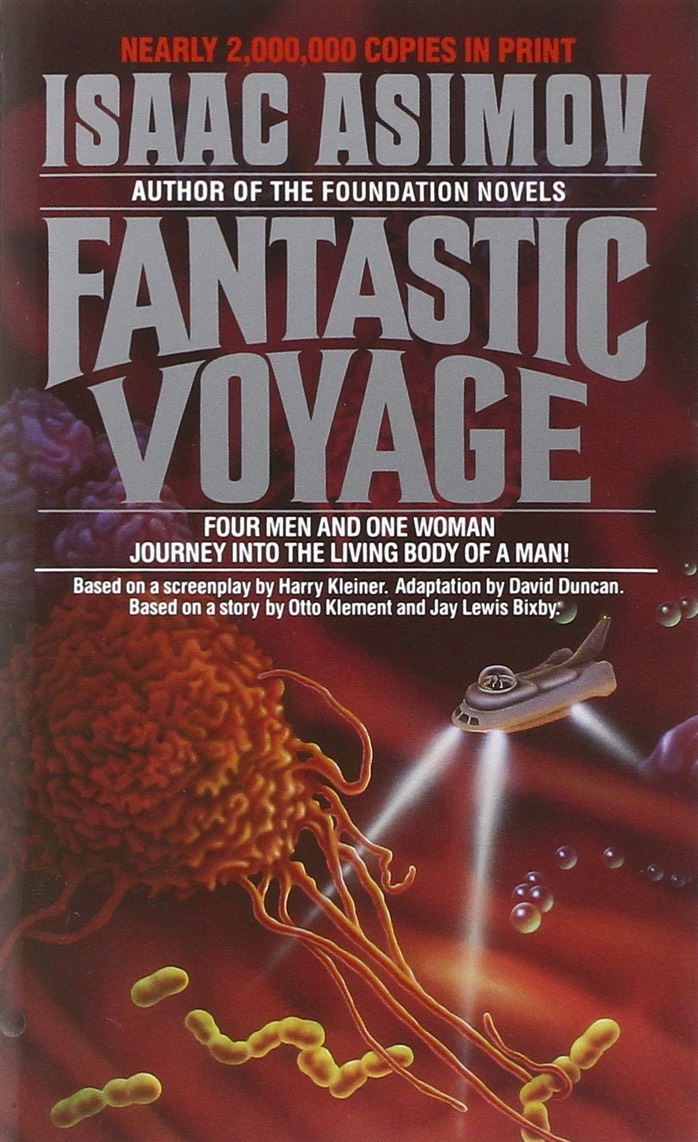 NEARLY 2,000,000 COPIES IN PRINT
ISAAC ASIMOV
AUTHOR OF THE FOUNDATION NOVELS
FANTASTIC
VOYAGE
FOUR MEN AND ONE WOMAN
JOURNEY INTO THE LIVING BODY OF A MAN!
Based on a screenplay by Harry Kleiner. Adaptation by David Duncan.
Based on a story by Otto Klement and Jay Lewis Bixby.